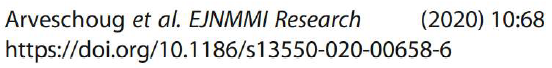 Arveschoug et al. EJNMMI Research (2020) 10:68
https://doi.org/10.1186/s13550-020-00658-6